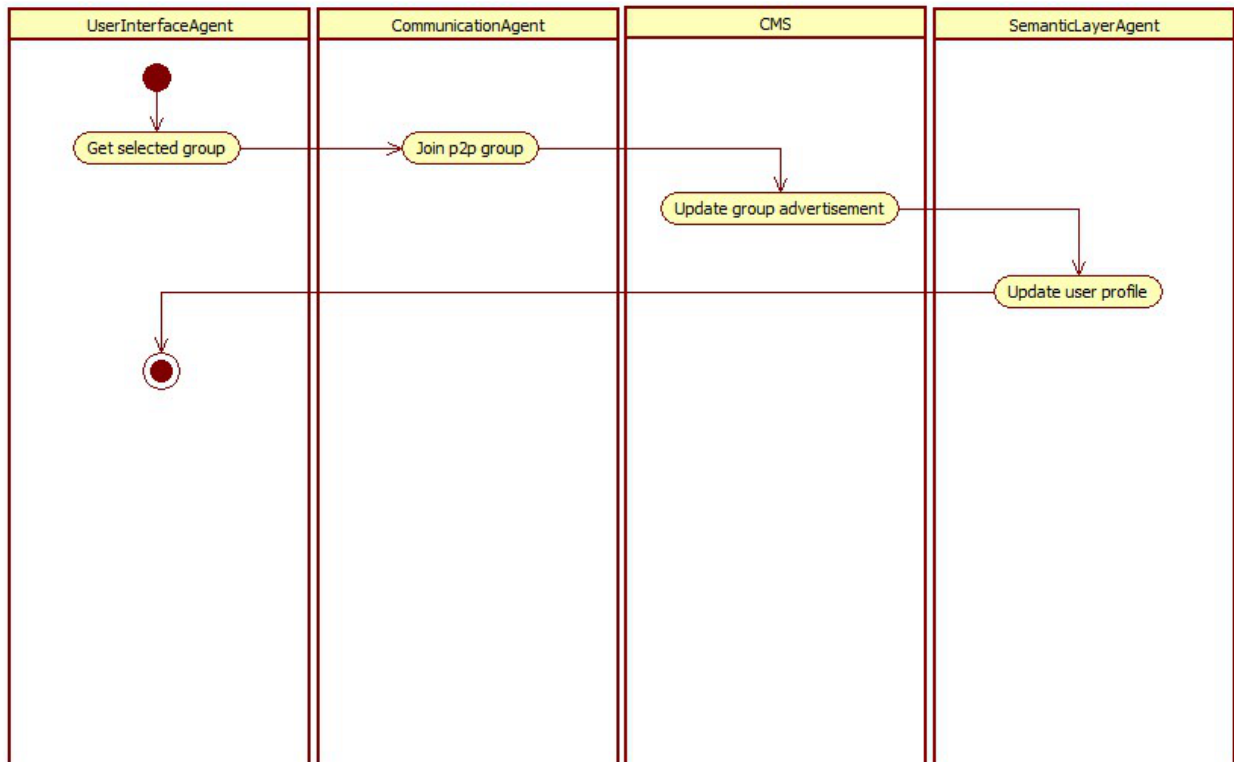 UserInterfaceAgent
CommunicationAgent
CMS
SemanticLayerAgent
Get selected group
Join p2p group
Update group advertisement
Update user profile